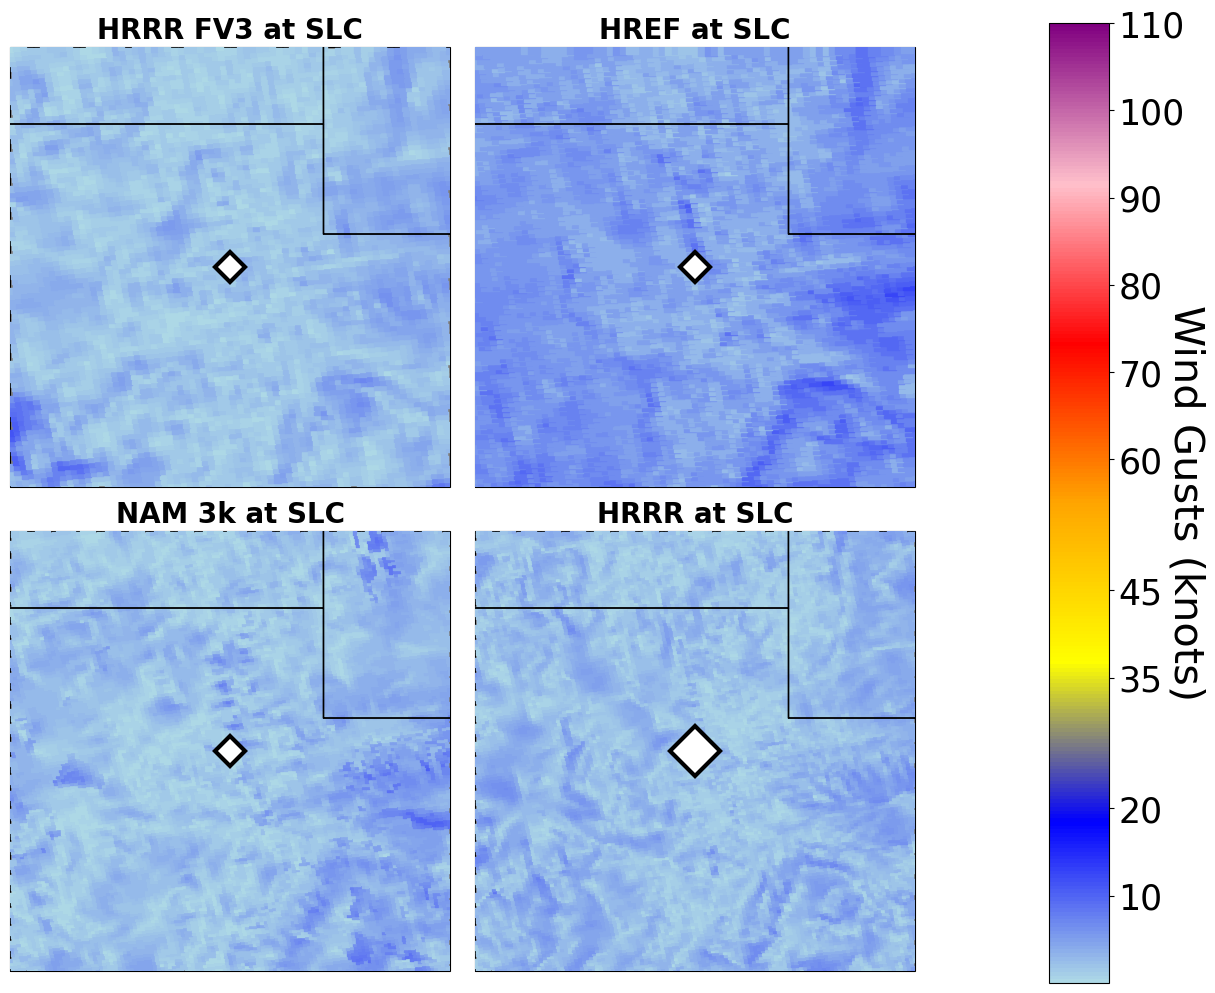 HRRR FV3 at SLC
HREF at SLC
NAM 3k at SLC
HRRR at SLC
110
100
90
80
70
60
45
35
20
10
Wind Gusts (knots)